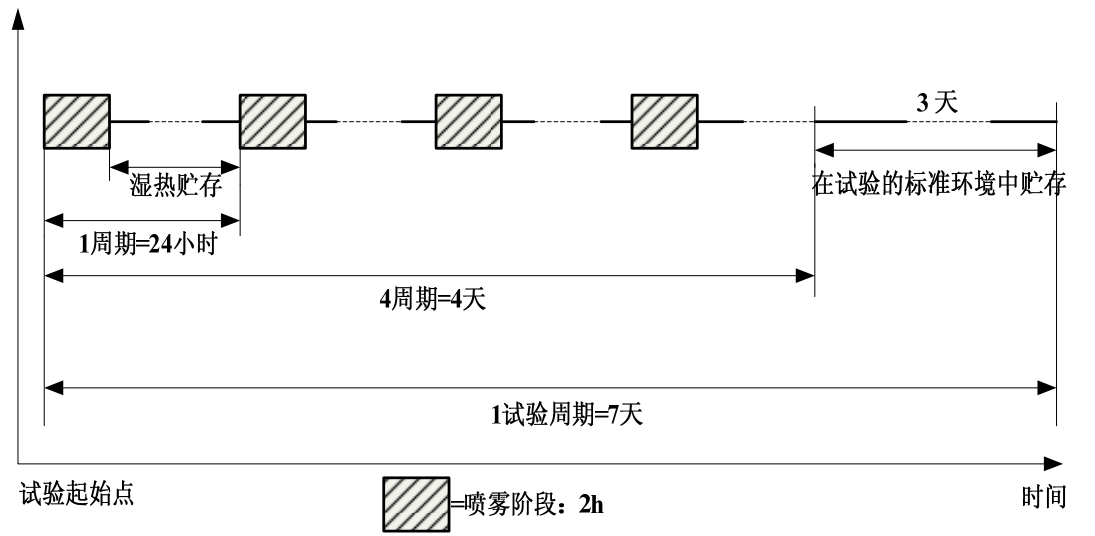 3 天
湿热贮存
在试验的标准环境中贮存
1周期=24小时
4周期=4天
1试验周期=7天
试验起始点
=喷雾阶段：2h
时间